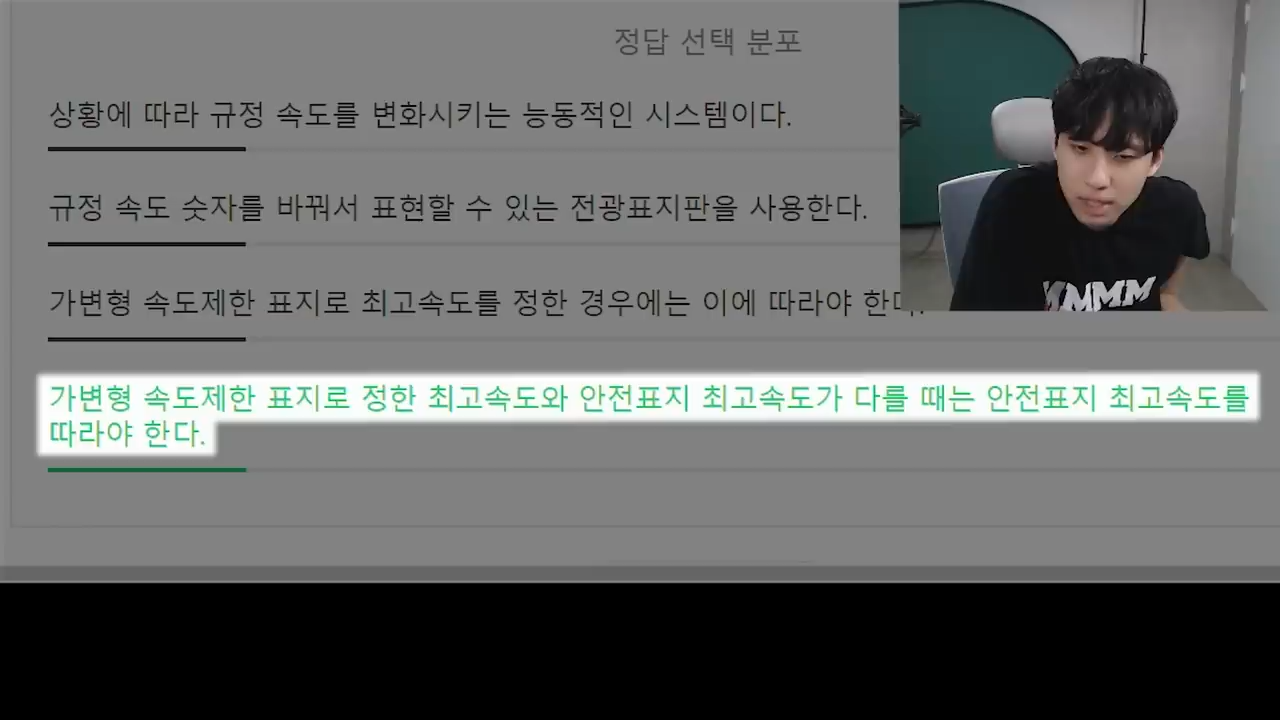 정답 선택 분포
상황에 따라 규정 속도를 변화시키는 능동적인 시스템이다.
규정 속도 숫자를 바꿔서 표현할 수 있는 전광표지판을 사용한다.
가변형 속도제한 표지로 최고속도를 정한 경우에는 이에 따라야 한다.
가변형 속도제한 표지로 정한 최고속도와 안전표지 최고속도가 다를 때는 안전표지 최고속도를
따라야 한다.